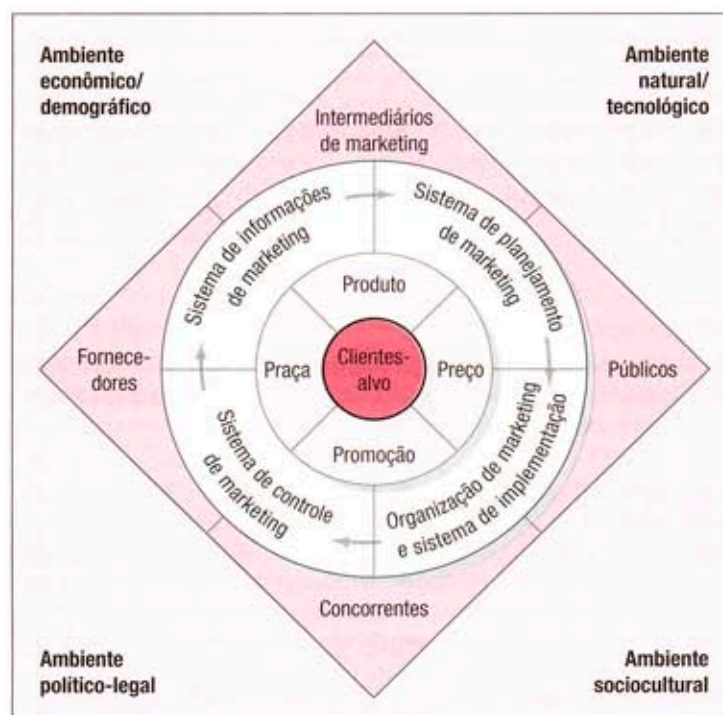 Ambiente
econômico/
demográfico
Ambiente
natural/
tecnológico
Intermediários
de marketing
Sistema de informações
de marketing
Sistema de planejamento
de marketing
Produto
Fornece-
dores
Praça
Clientes-
alvo
Preço
Públicos
Promoção
Sistema de controle
de marketing
Organização de marketing
e sistema de implementação
Concorrentes
Ambiente
político-legal
Ambiente
sociocultural